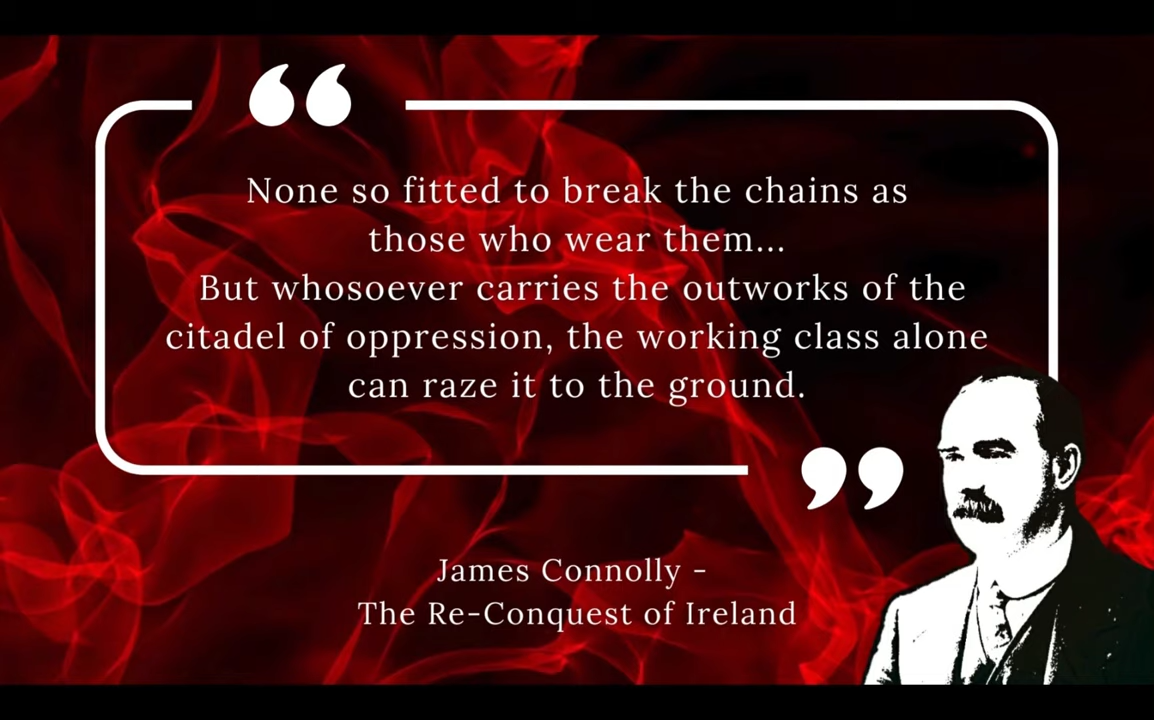 None so fitted to break the chains as
those who wear them...
But whosoever carries the outworks of the
citadel of oppression, the working class alone
can raze it to the ground.
James Connolly -
The Re-Conquest of Ireland